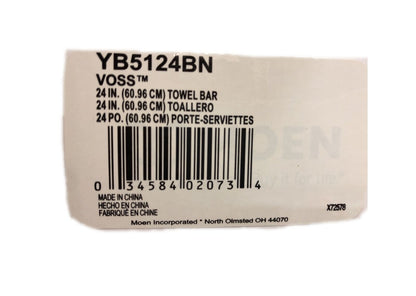 YB5124BN
VOSS™
24 IN. (60.96 CM) TOWEL BAR
24 IN. (60.96 CM) TOALLERO
24 PO. (60.96 CM) PORTE-SERVIETTES
0 34584 02073 4
MADE IN CHINA
HECHO EN CHINA
FABRIQUÉ EN CHINE
X72578
Moen Incorporated * North Olmsted OH 44070